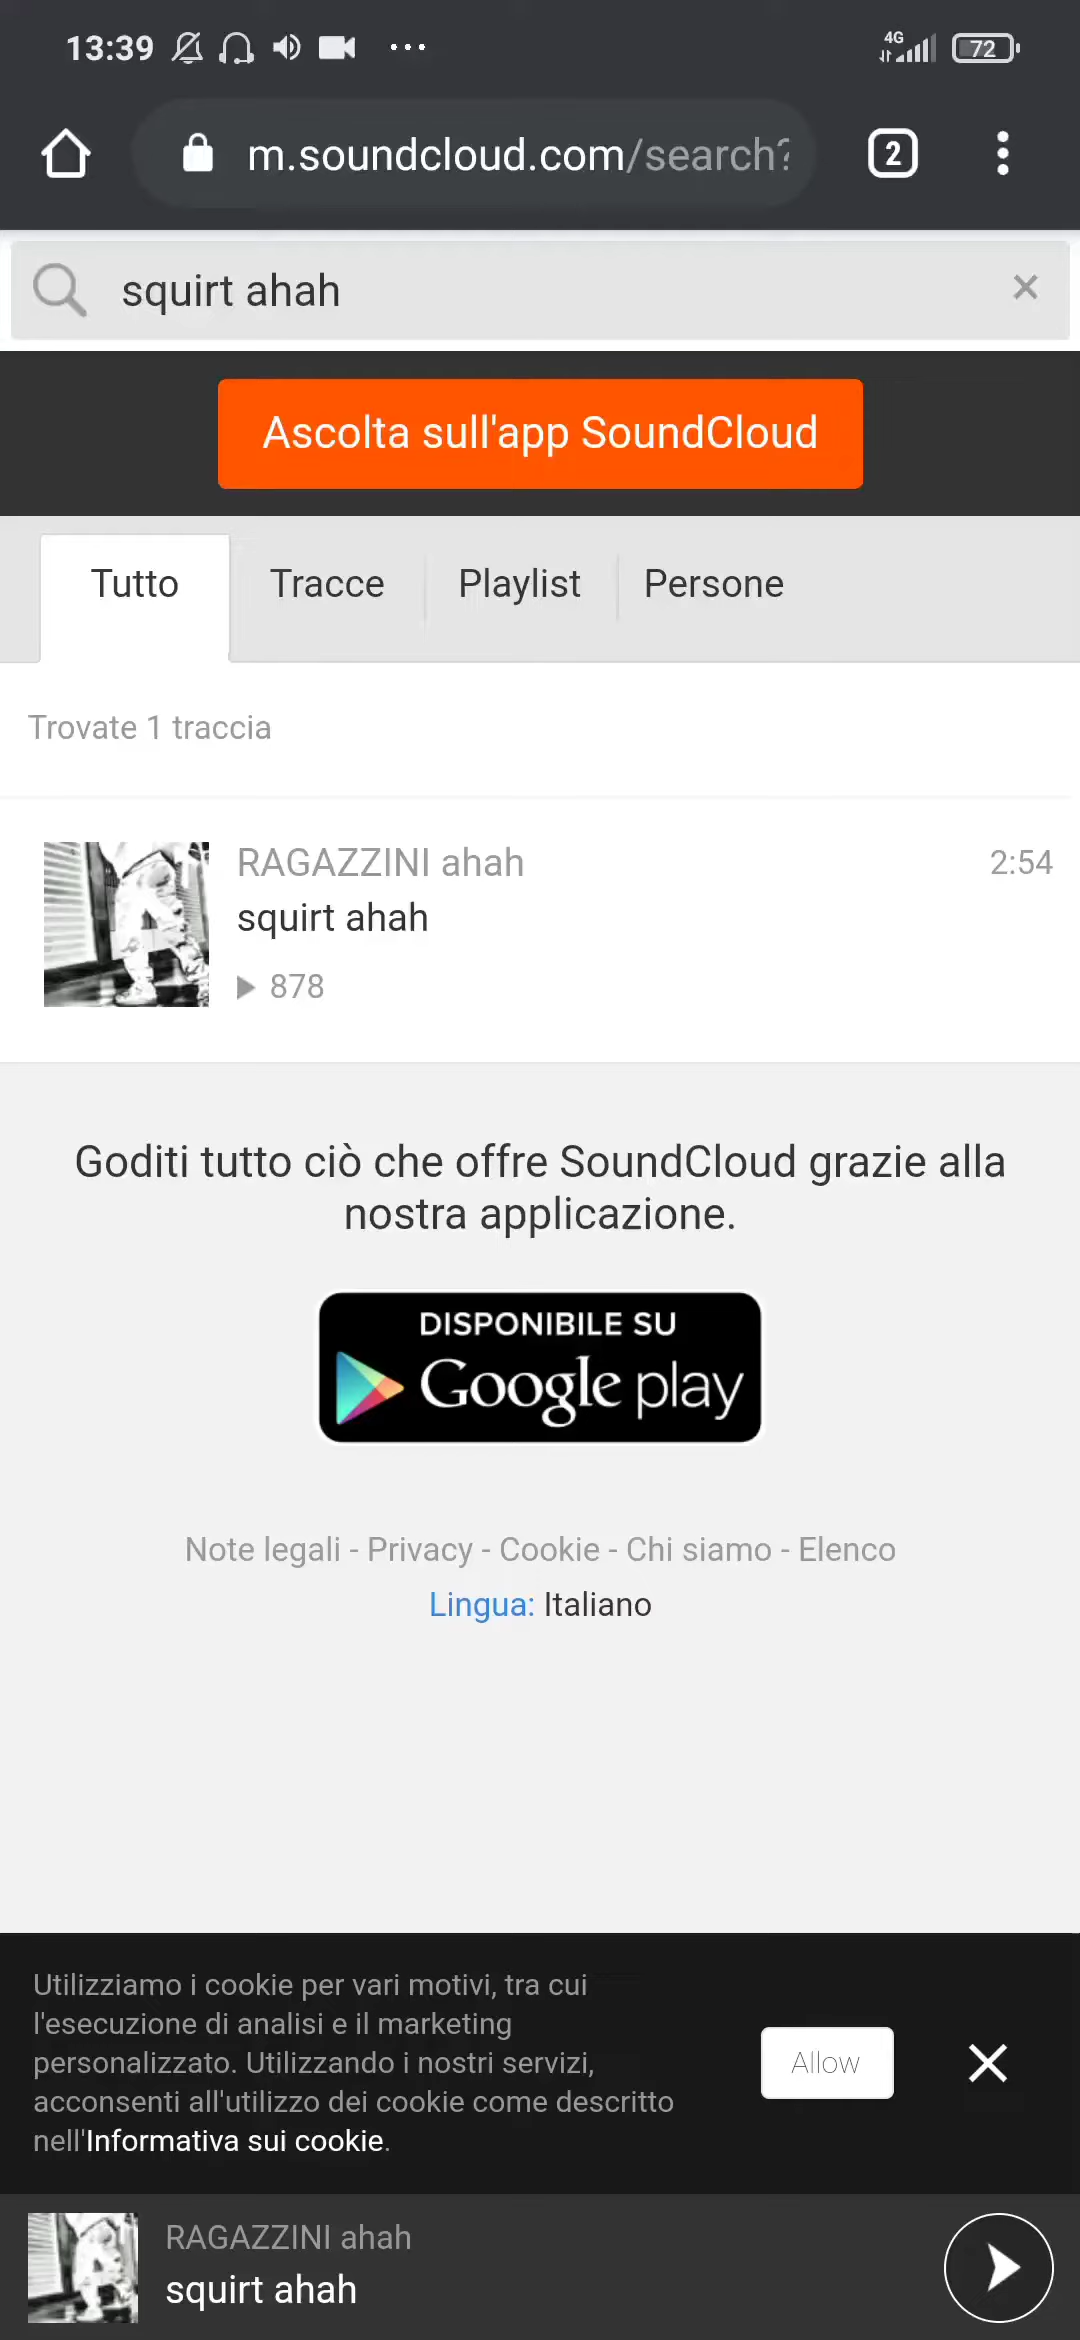 13:39
4G
72
m.soundcloud.com/search?
2
squirt ahah
Ascolta sull'app SoundCloud
Tutto
Tracce
Playlist
Persone
Trovate 1 traccia
RAGAZZINI ahah
2:54
squirt ahah
878
Goditi tutto ciò che offre SoundCloud grazie alla
nostra applicazione.
DISPONIBILE SU
Google play
Note legali - Privacy - Cookie - Chi siamo - Elenco
Lingua: Italiano
Utilizziamo i cookie per vari motivi, tra cui
l'esecuzione di analisi e il marketing
personalizzato. Utilizzando i nostri servizi,
acconsenti all'utilizzo dei cookie come descritto
nell'Informativa sui cookie.
Allow
RAGAZZINI ahah
squirt ahah